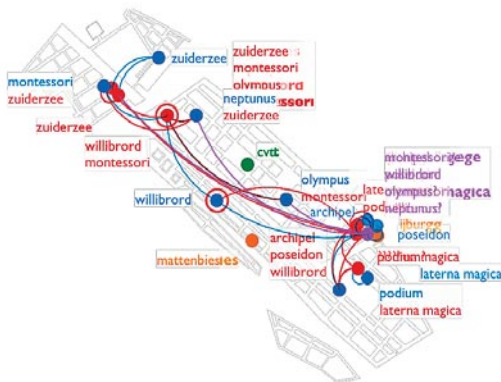 zuiderzee
zuiderzee
montessori
olympus
neptunus
zuiderzee
montessori
zuiderzee
zuiderzee
willibrord
montessori
cvtt
willibrord
olympus
montessori
archipel
montessori
willibrord
olympus
magica
neptunus?
poseidon
archipel
poseidon
willibrord
mattenbies
podium magica
laterna magica
podium
laterna magica